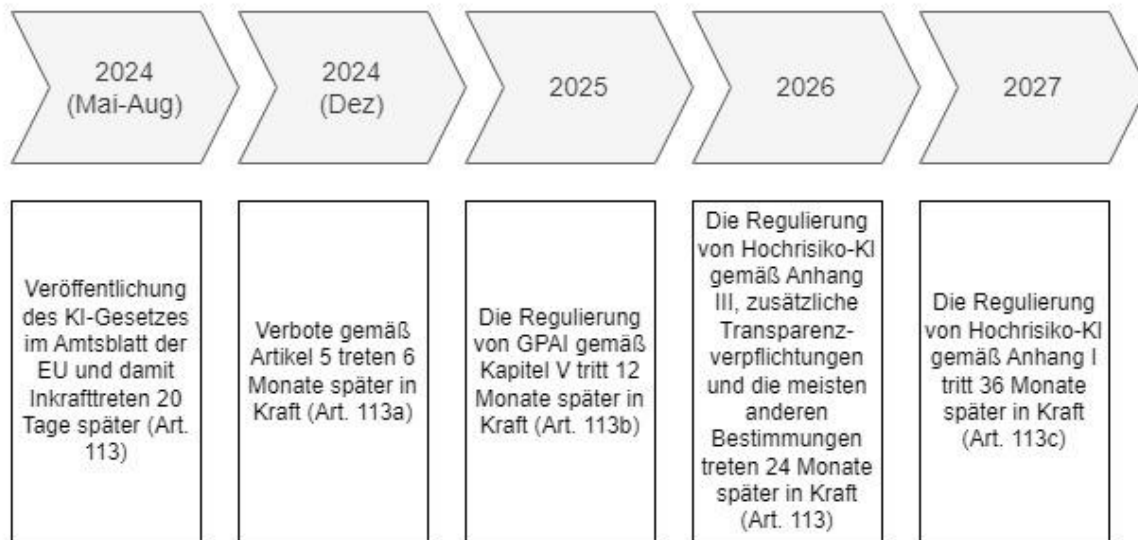 2024
(Mai-Aug)
2024
(Dez)
2025
2026
2027
Veröffentlichung
des KI-Gesetzes
im Amtsblatt der
EU und damit
Inkrafttreten 20
Tage später (Art.
113)
Verbote gemäß
Artikel 5 treten 6
Monate später in
Kraft (Art. 113a)
Die Regulierung
von GPAI gemäß
Kapitel V tritt 12
Monate später in
Kraft (Art. 113b)
Die Regulierung
von Hochrisiko-KI
gemäß Anhang
III, zusätzliche
Transparenz-
verpflichtungen
und die meisten
anderen
Bestimmungen
treten 24 Monate
später in Kraft
(Art. 113)
Die Regulierung
von Hochrisiko-KI
gemäß Anhang I
tritt 36 Monate
später in Kraft
(Art. 113c)